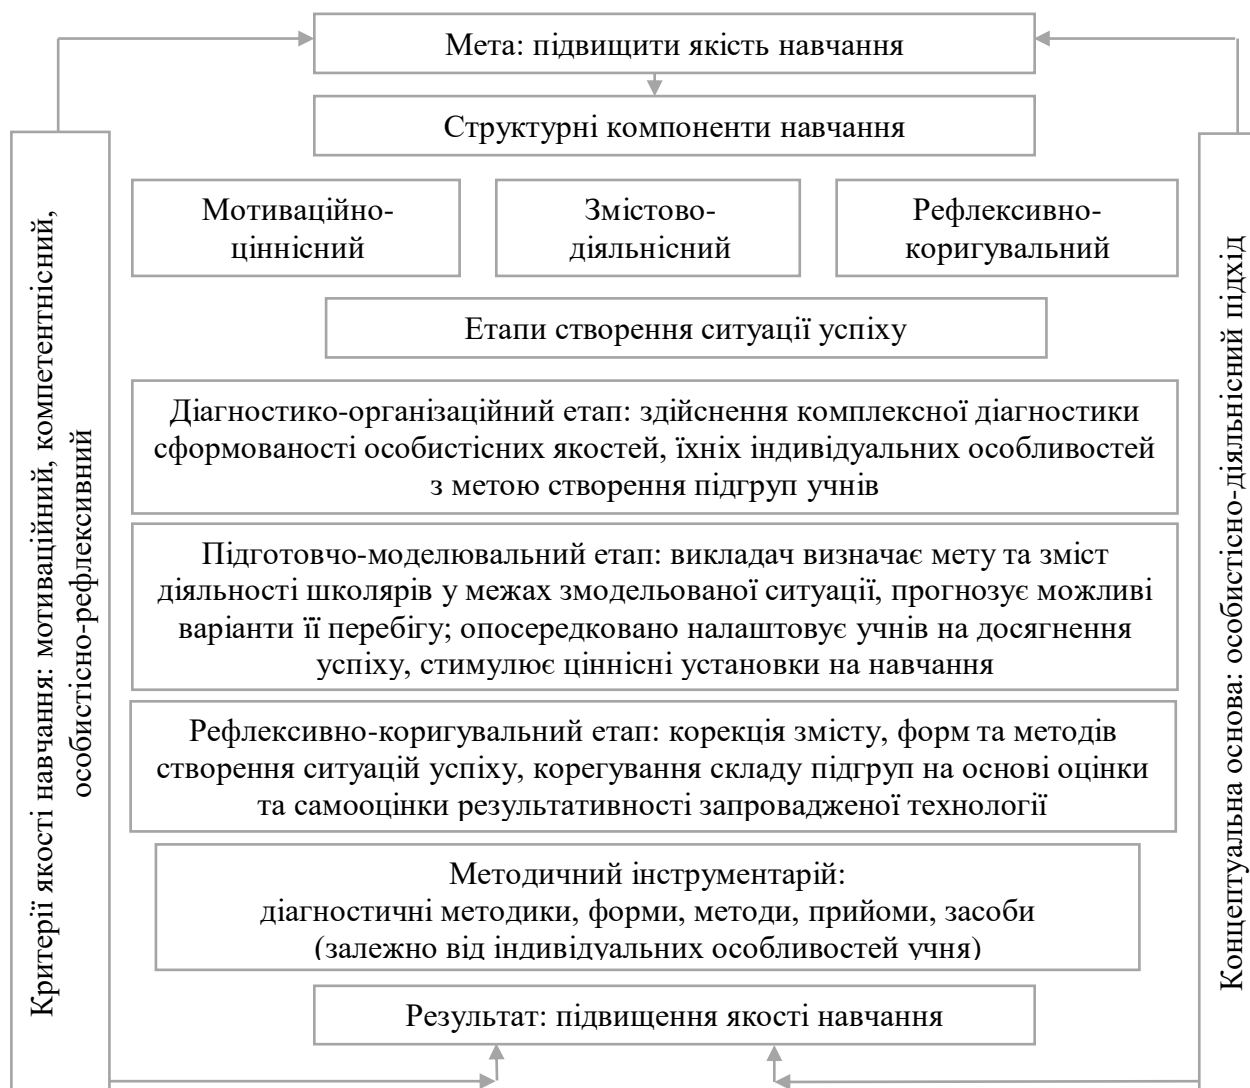 Мета: підвищити якість навчання
Структурні компоненти навчання
Мотиваційно-
ціннісний
Змістово-
діяльнісний
Рефлексивно-
коригувальний
Етапи створення ситуації успіху
Діагностико-організаційний етап: здійснення комплексної діагностики
сформованості особистісних якостей, їхніх індивідуальних особливостей
з метою створення підгруп учнів
Підготовчо-моделювальний етап: викладач визначає мету та зміст
діяльності школярів у межах змодельованої ситуації, прогнозує можливі
варіанти її перебігу; опосередковано налаштовує учнів на досягнення
успіху, стимулює ціннісні установки на навчання
Рефлексивно-коригувальний етап: корекція змісту, форм та методів
створення ситуацій успіху, корегування складу підгруп на основі оцінки
та самооцінки результативності запровадженої технології
Методичний інструментарій:
діагностичні методики, форми, методи, прийоми, засоби
(залежно від індивідуальних особливостей учня)
Результат: підвищення якості навчання
Критерії якості навчання: мотиваційний, компетентнісний,
особистісно-рефлексивний
Концептуальна основа: особистісно-діяльнісний підхід